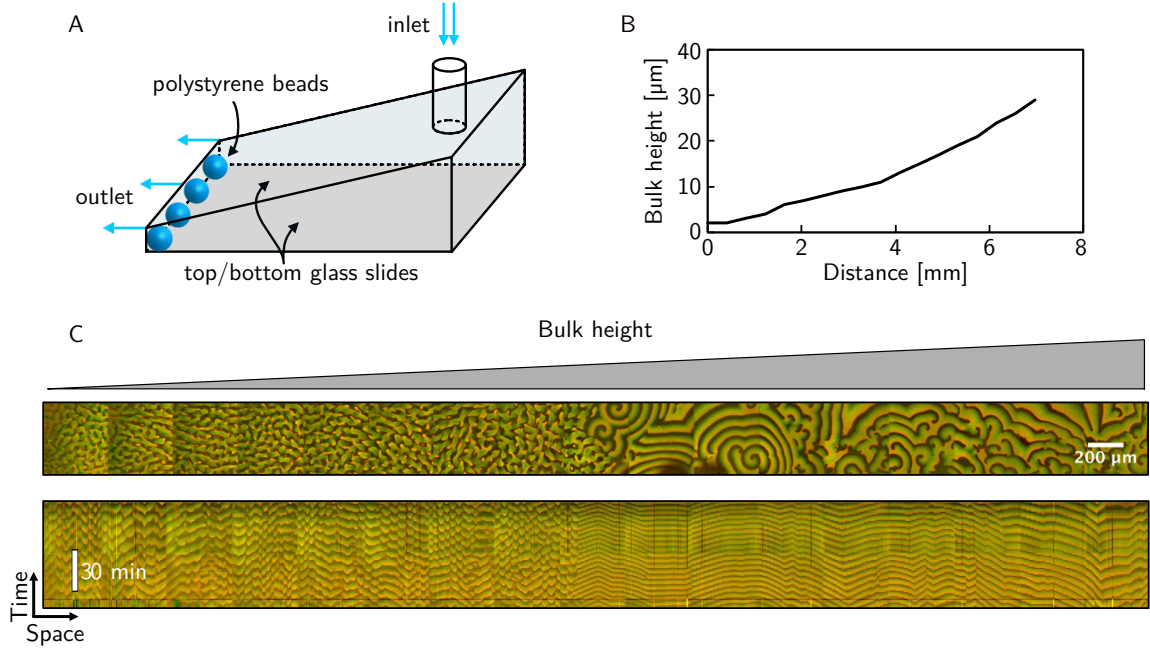 A
inlet
polystyrene beads
outlet
top/bottom glass slides
B
Bulk height [µm]
40
30
20
10
0
0 2 4 6 8
Distance [mm]
C
Bulk height
200 µm
30 min
Time
Space